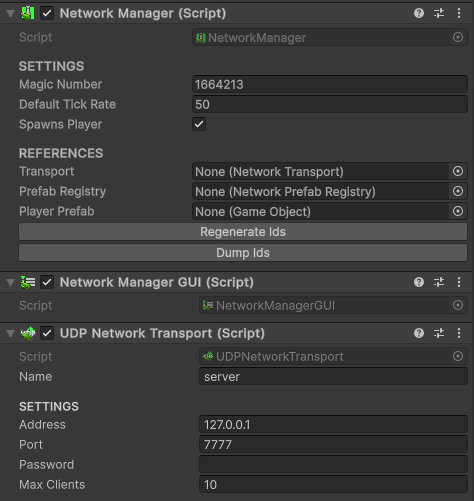 Network Manager (Script)
Script NetworkManager
SETTINGS
Magic Number 1664213
Default Tick Rate 50
Spawns Player
REFERENCES
Transport None (Network Transport)
Prefab Registry None (Network Prefab Registry)
Player Prefab None (Game Object)
Regenerate Ids
Dump Ids
Network Manager GUI (Script)
Script NetworkManagerGUI
UDP Network Transport (Script)
Script UDPNetworkTransport
Name server
SETTINGS
Address 127.0.0.1
Port 7777
Password
Max Clients 10